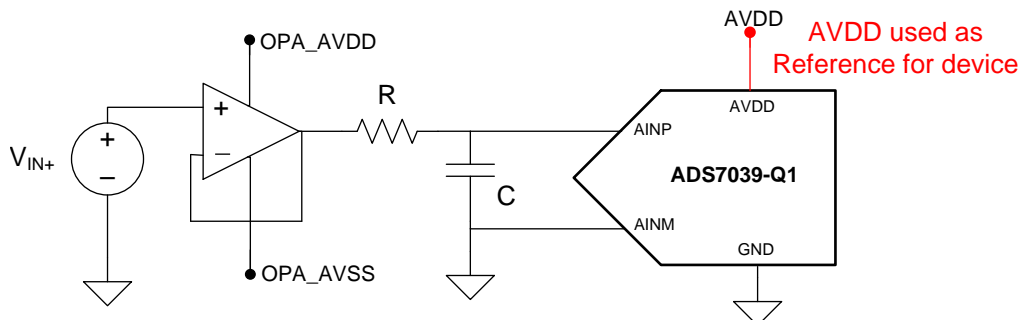 OPA_AVDD
AVDD
AVDD used as
Reference for device
R
AVDD
+
AINP
+
VIN+
−
−
ADS7039-Q1
C
AINM
GND
OPA_AVSS